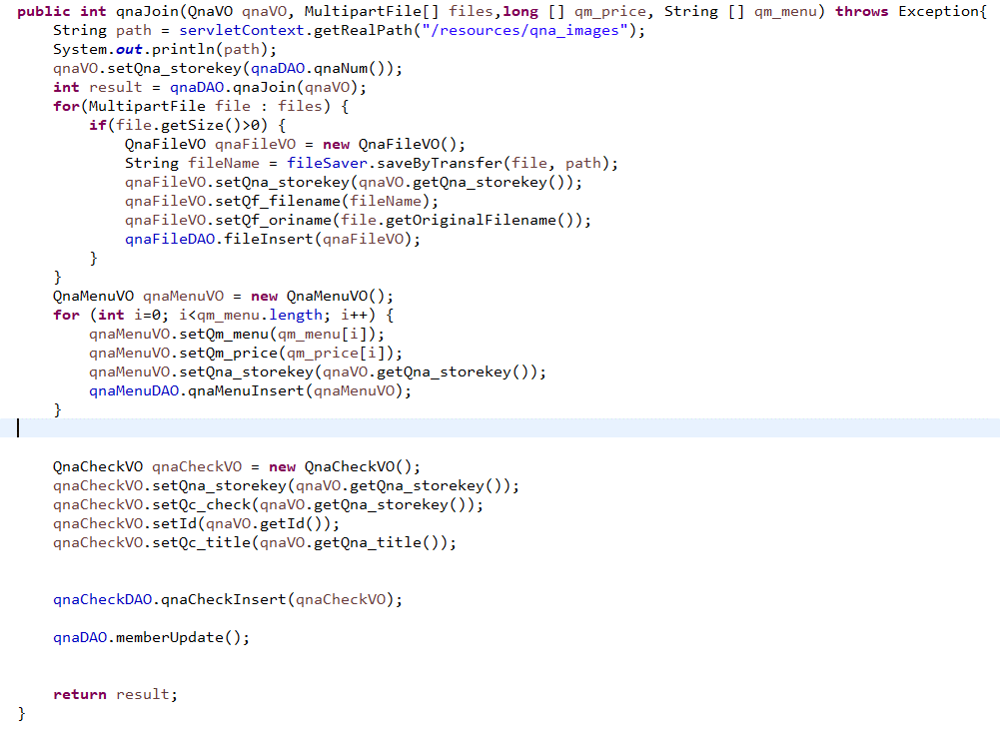 public int qnaJoin(QnaVO qnaVO, MultipartFile[] files,long [] qm_price, String [] qm_menu) throws Exception{
    String path = servletContext.getRealPath("/resources/qna_images");
    System.out.println(path);
    qnaVO.setQna_storekey(qnaDAO.qnaNum());
    int result = qnaDAO.qnaJoin(qnaVO);
    for(MultipartFile file : files) {
        if(file.getSize()>0) {
            QnaFileVO qnaFileVO = new QnaFileVO();
            String fileName = fileSaver.saveByTransfer(file, path);
            qnaFileVO.setQna_storekey(qnaVO.getQna_storekey());
            qnaFileVO.setQf_filename(fileName);
            qnaFileVO.setQf_oriname(file.getOriginalFilename());
            qnaFileDAO.fileInsert(qnaFileVO);
        }
    }
    QnaMenuVO qnaMenuVO = new QnaMenuVO();
    for (int i=0; i<qm_menu.length; i++) {
        qnaMenuVO.setQm_menu(qm_menu[i]);
        qnaMenuVO.setQm_price(qm_price[i]);
        qnaMenuVO.setQna_storekey(qnaVO.getQna_storekey());
        qnaMenuDAO.qnaMenuInsert(qnaMenuVO);
    }

    QnaCheckVO qnaCheckVO = new QnaCheckVO();
    qnaCheckVO.setQna_storekey(qnaVO.getQna_storekey());
    qnaCheckVO.setQc_check(qnaVO.getQna_storekey());
    qnaCheckVO.setId(qnaVO.getId());
    qnaCheckVO.setQc_title(qnaVO.getQna_title());

    qnaCheckDAO.qnaCheckInsert(qnaCheckVO);

    qnaDAO.memberUpdate();

    return result;
}